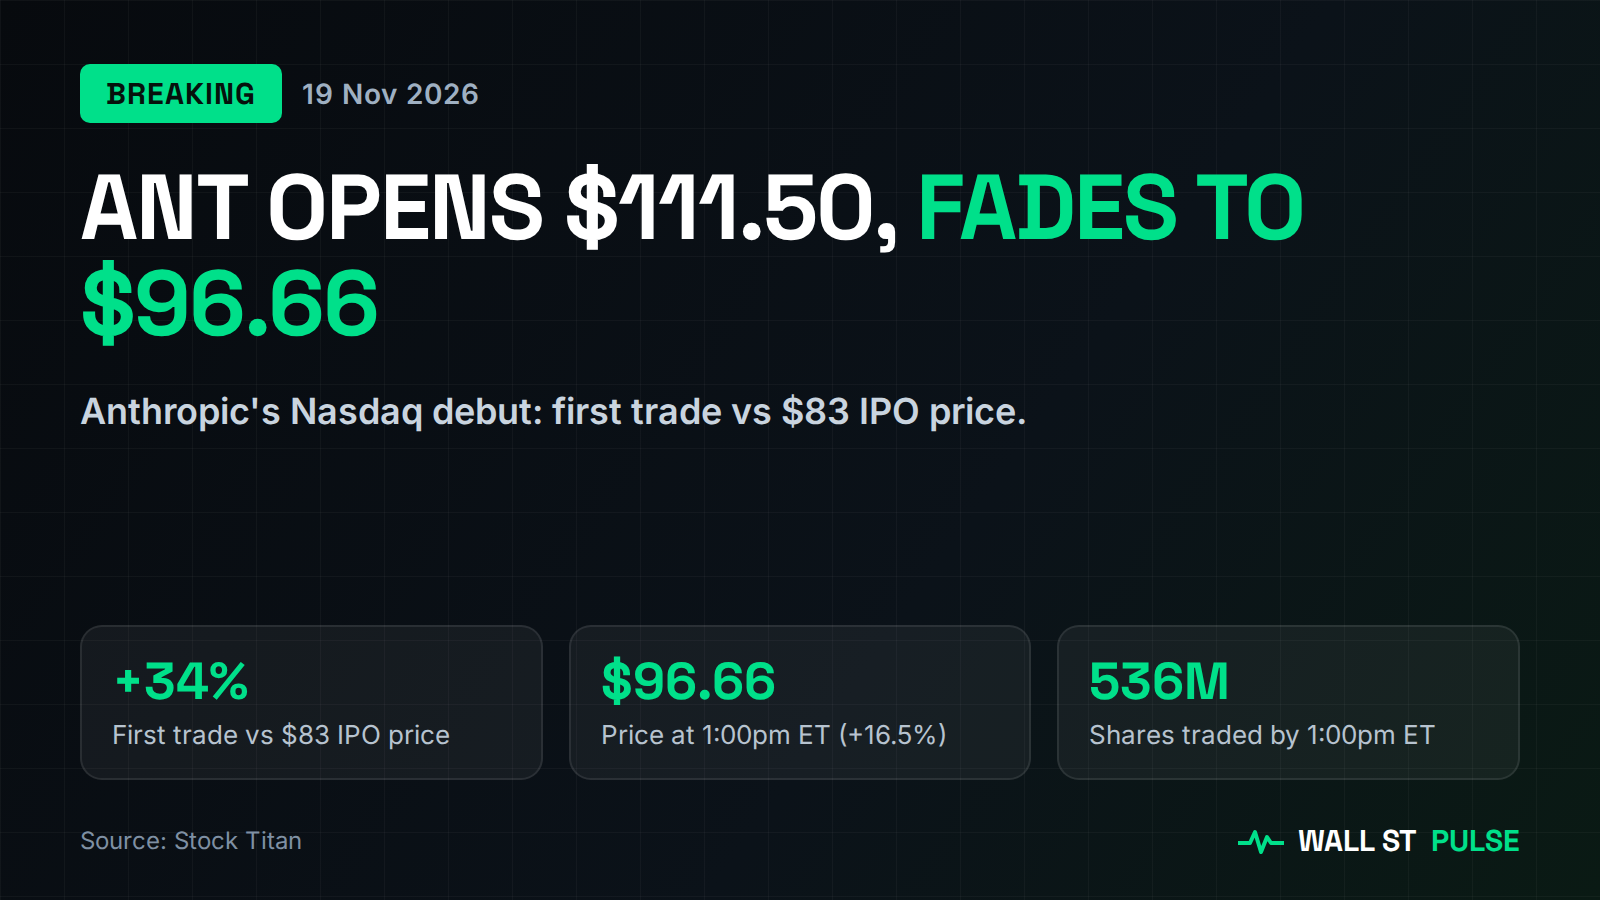 BREAKING 19 Nov 2026
ANT OPENS $111.50, FADES TO
$96.66
Anthropic's Nasdaq debut: first trade vs $83 IPO price.
+34%
First trade vs $83 IPO price
$96.66
Price at 1:00pm ET (+16.5%)
536M
Shares traded by 1:00pm ET
Source: Stock Titan
WALL ST PULSE